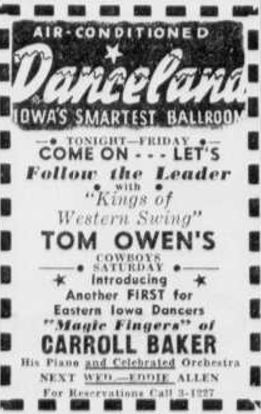 AIR-CONDITIONED
Danceland
IOWA'S SMARTEST BALLROOM
TONIGHT—FRIDAY
COME ON - - - LET'S
Follow the Leader
with
"Kings of
Western Swing"
TOM OWEN'S
COWBOYS
SATURDAY
Introducing
Another FIRST for
Eastern Iowa Dancers
"Magic Fingers" of
CARROLL BAKER
His Piano and Celebrated Orchestra
NEXT WED.—EDDIE ALLEN
For Reservations Call 3-1227